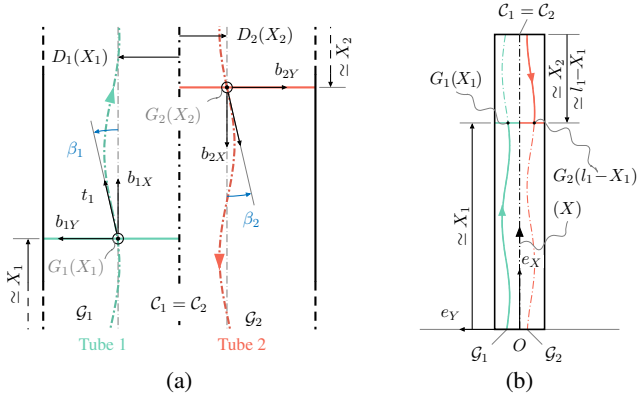 D₁(X₁)
D₂(X₂)
≃ X₂
b₂Y
G₂(X₂)
β₁
b₂X
t₁
b₁X
β₂
b₁Y
G₁(X₁)
≃ X₁
𝒢₁
𝒞₁ = 𝒞₂
𝒢₂
Tube 1
Tube 2
(a)
𝒞₁ = 𝒞₂
G₁(X₁)
≃ X₂
≃ l₁−X₁
G₂(l₁−X₁)
≃ X₁
(X)
e_X
e_Y
𝒢₁
O
𝒢₂
(b)